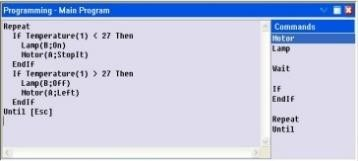 Programming - Main Program
Repeat
If Temperature(1) < 27 Then
Lamp(B;On)
Motor(A;StopIt)
EndIf
If Temperature(1) > 27 Then
Lamp(B;Off)
Motor(A;Left)
EndIf
Until [Esc]
Commands
Motor
Lamp
Wait
If
EndIf
Repeat
Until